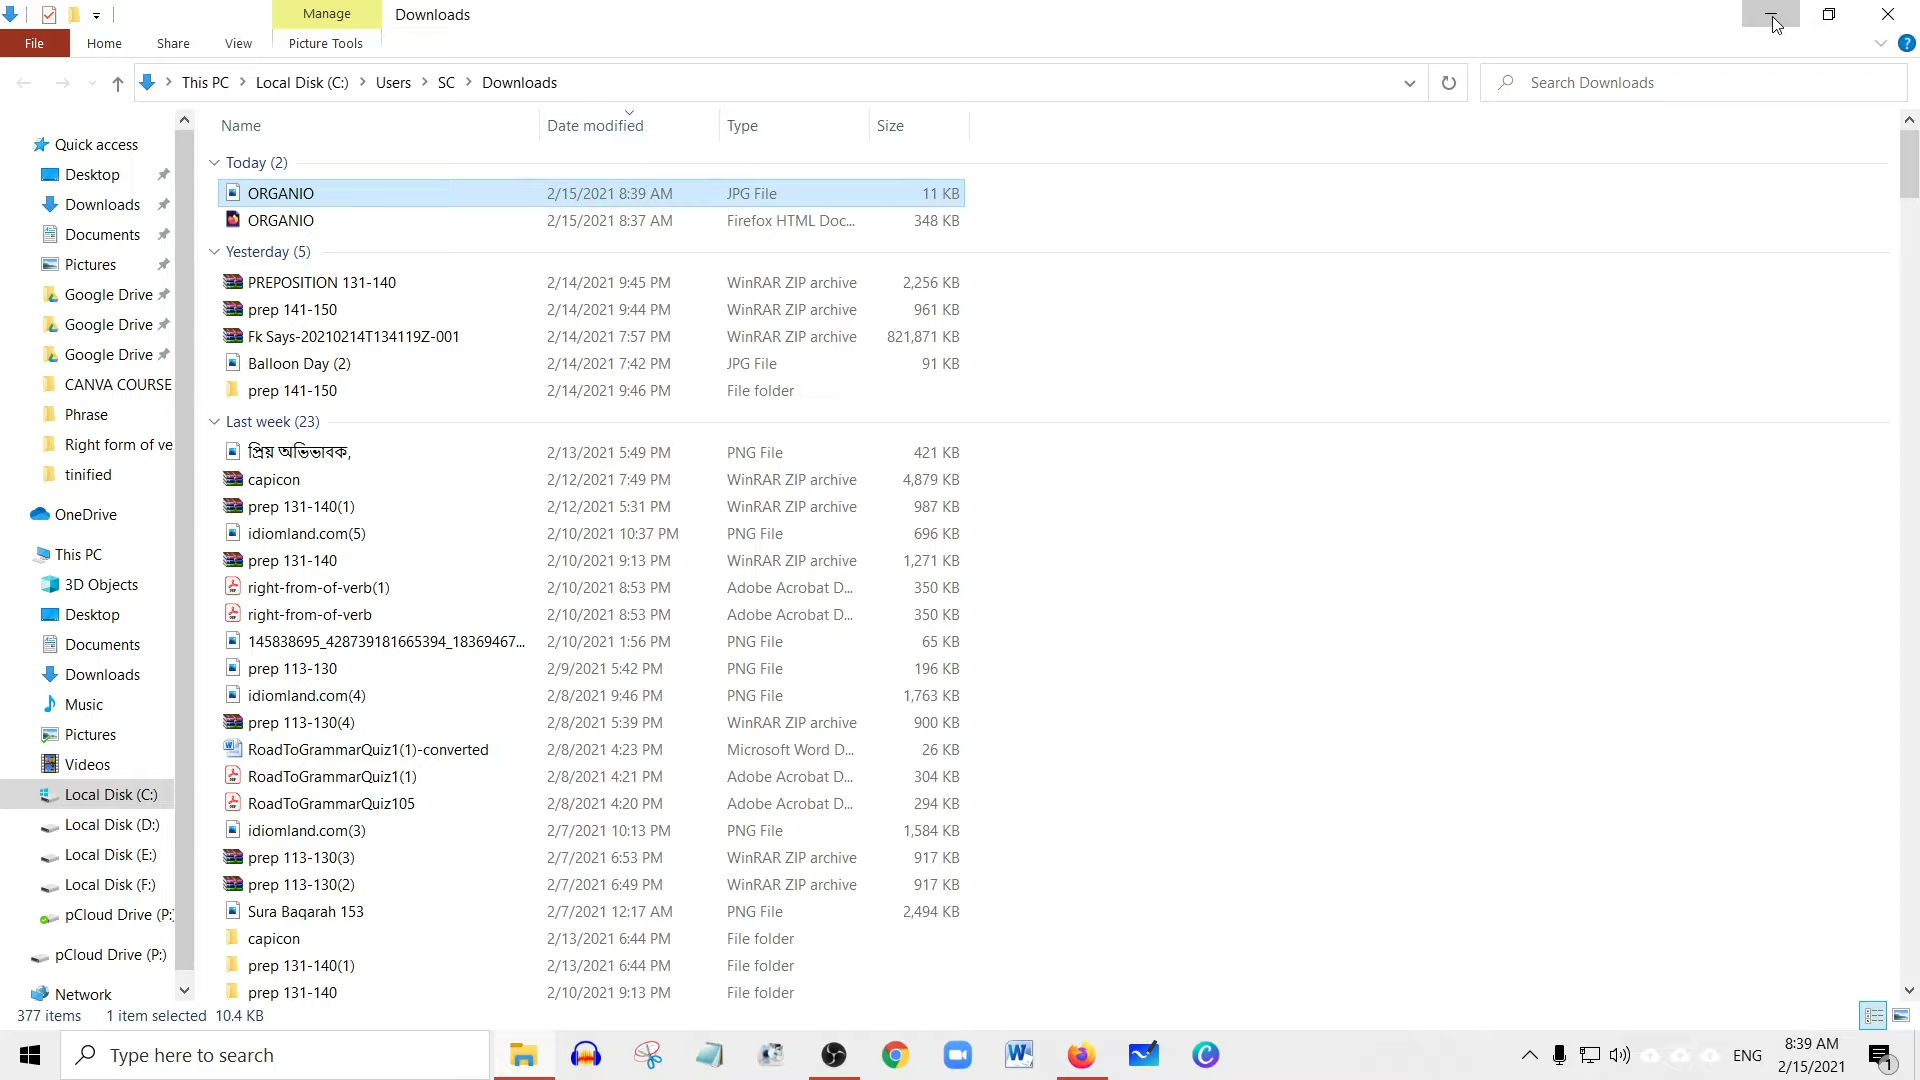 Manage
Downloads
File
Home
Share
View
Picture Tools
This PC
Local Disk (C:)
Users
SC
Downloads
Search Downloads
Name
Date modified
Type
Size
Quick access
Desktop
Downloads
Documents
Pictures
Google Drive
Google Drive
Google Drive
CANVA COURSE
Phrase
Right form of ve
tinified
OneDrive
This PC
3D Objects
Desktop
Documents
Downloads
Music
Pictures
Videos
Local Disk (C:)
Local Disk (D:)
Local Disk (E:)
Local Disk (F:)
pCloud Drive (P:
pCloud Drive (P:)
Network
Today (2)
ORGANIO 2/15/2021 8:39 AM JPG File 11 KB
ORGANIO 2/15/2021 8:37 AM Firefox HTML Doc... 348 KB
Yesterday (5)
PREPOSITION 131-140 2/14/2021 9:45 PM WinRAR ZIP archive 2,256 KB
prep 141-150 2/14/2021 9:44 PM WinRAR ZIP archive 961 KB
Fk Says-20210214T134119Z-001 2/14/2021 7:57 PM WinRAR ZIP archive 821,871 KB
Balloon Day (2) 2/14/2021 7:42 PM JPG File 91 KB
prep 141-150 2/14/2021 9:46 PM File folder
Last week (23)
প্রিয় অভিভাবক, 2/13/2021 5:49 PM PNG File 421 KB
capicon 2/12/2021 7:49 PM WinRAR ZIP archive 4,879 KB
prep 131-140(1) 2/12/2021 5:31 PM WinRAR ZIP archive 987 KB
idiomland.com(5) 2/10/2021 10:37 PM PNG File 696 KB
prep 131-140 2/10/2021 9:13 PM WinRAR ZIP archive 1,271 KB
right-from-of-verb(1) 2/10/2021 8:53 PM Adobe Acrobat D... 350 KB
right-from-of-verb 2/10/2021 8:53 PM Adobe Acrobat D... 350 KB
145838695_428739181665394_18369467... 2/10/2021 1:56 PM PNG File 65 KB
prep 113-130 2/9/2021 5:42 PM PNG File 196 KB
idiomland.com(4) 2/8/2021 9:46 PM PNG File 1,763 KB
prep 113-130(4) 2/8/2021 5:39 PM WinRAR ZIP archive 900 KB
RoadToGrammarQuiz1(1)-converted 2/8/2021 4:23 PM Microsoft Word D... 26 KB
RoadToGrammarQuiz1(1) 2/8/2021 4:21 PM Adobe Acrobat D... 304 KB
RoadToGrammarQuiz105 2/8/2021 4:20 PM Adobe Acrobat D... 294 KB
idiomland.com(3) 2/7/2021 10:13 PM PNG File 1,584 KB
prep 113-130(3) 2/7/2021 6:53 PM WinRAR ZIP archive 917 KB
prep 113-130(2) 2/7/2021 6:49 PM WinRAR ZIP archive 917 KB
Sura Baqarah 153 2/7/2021 12:17 AM PNG File 2,494 KB
capicon 2/13/2021 6:44 PM File folder
prep 131-140(1) 2/13/2021 6:44 PM File folder
prep 131-140 2/10/2021 9:13 PM File folder
377 items 1 item selected 10.4 KB
Type here to search
ENG
8:39 AM
2/15/2021
1